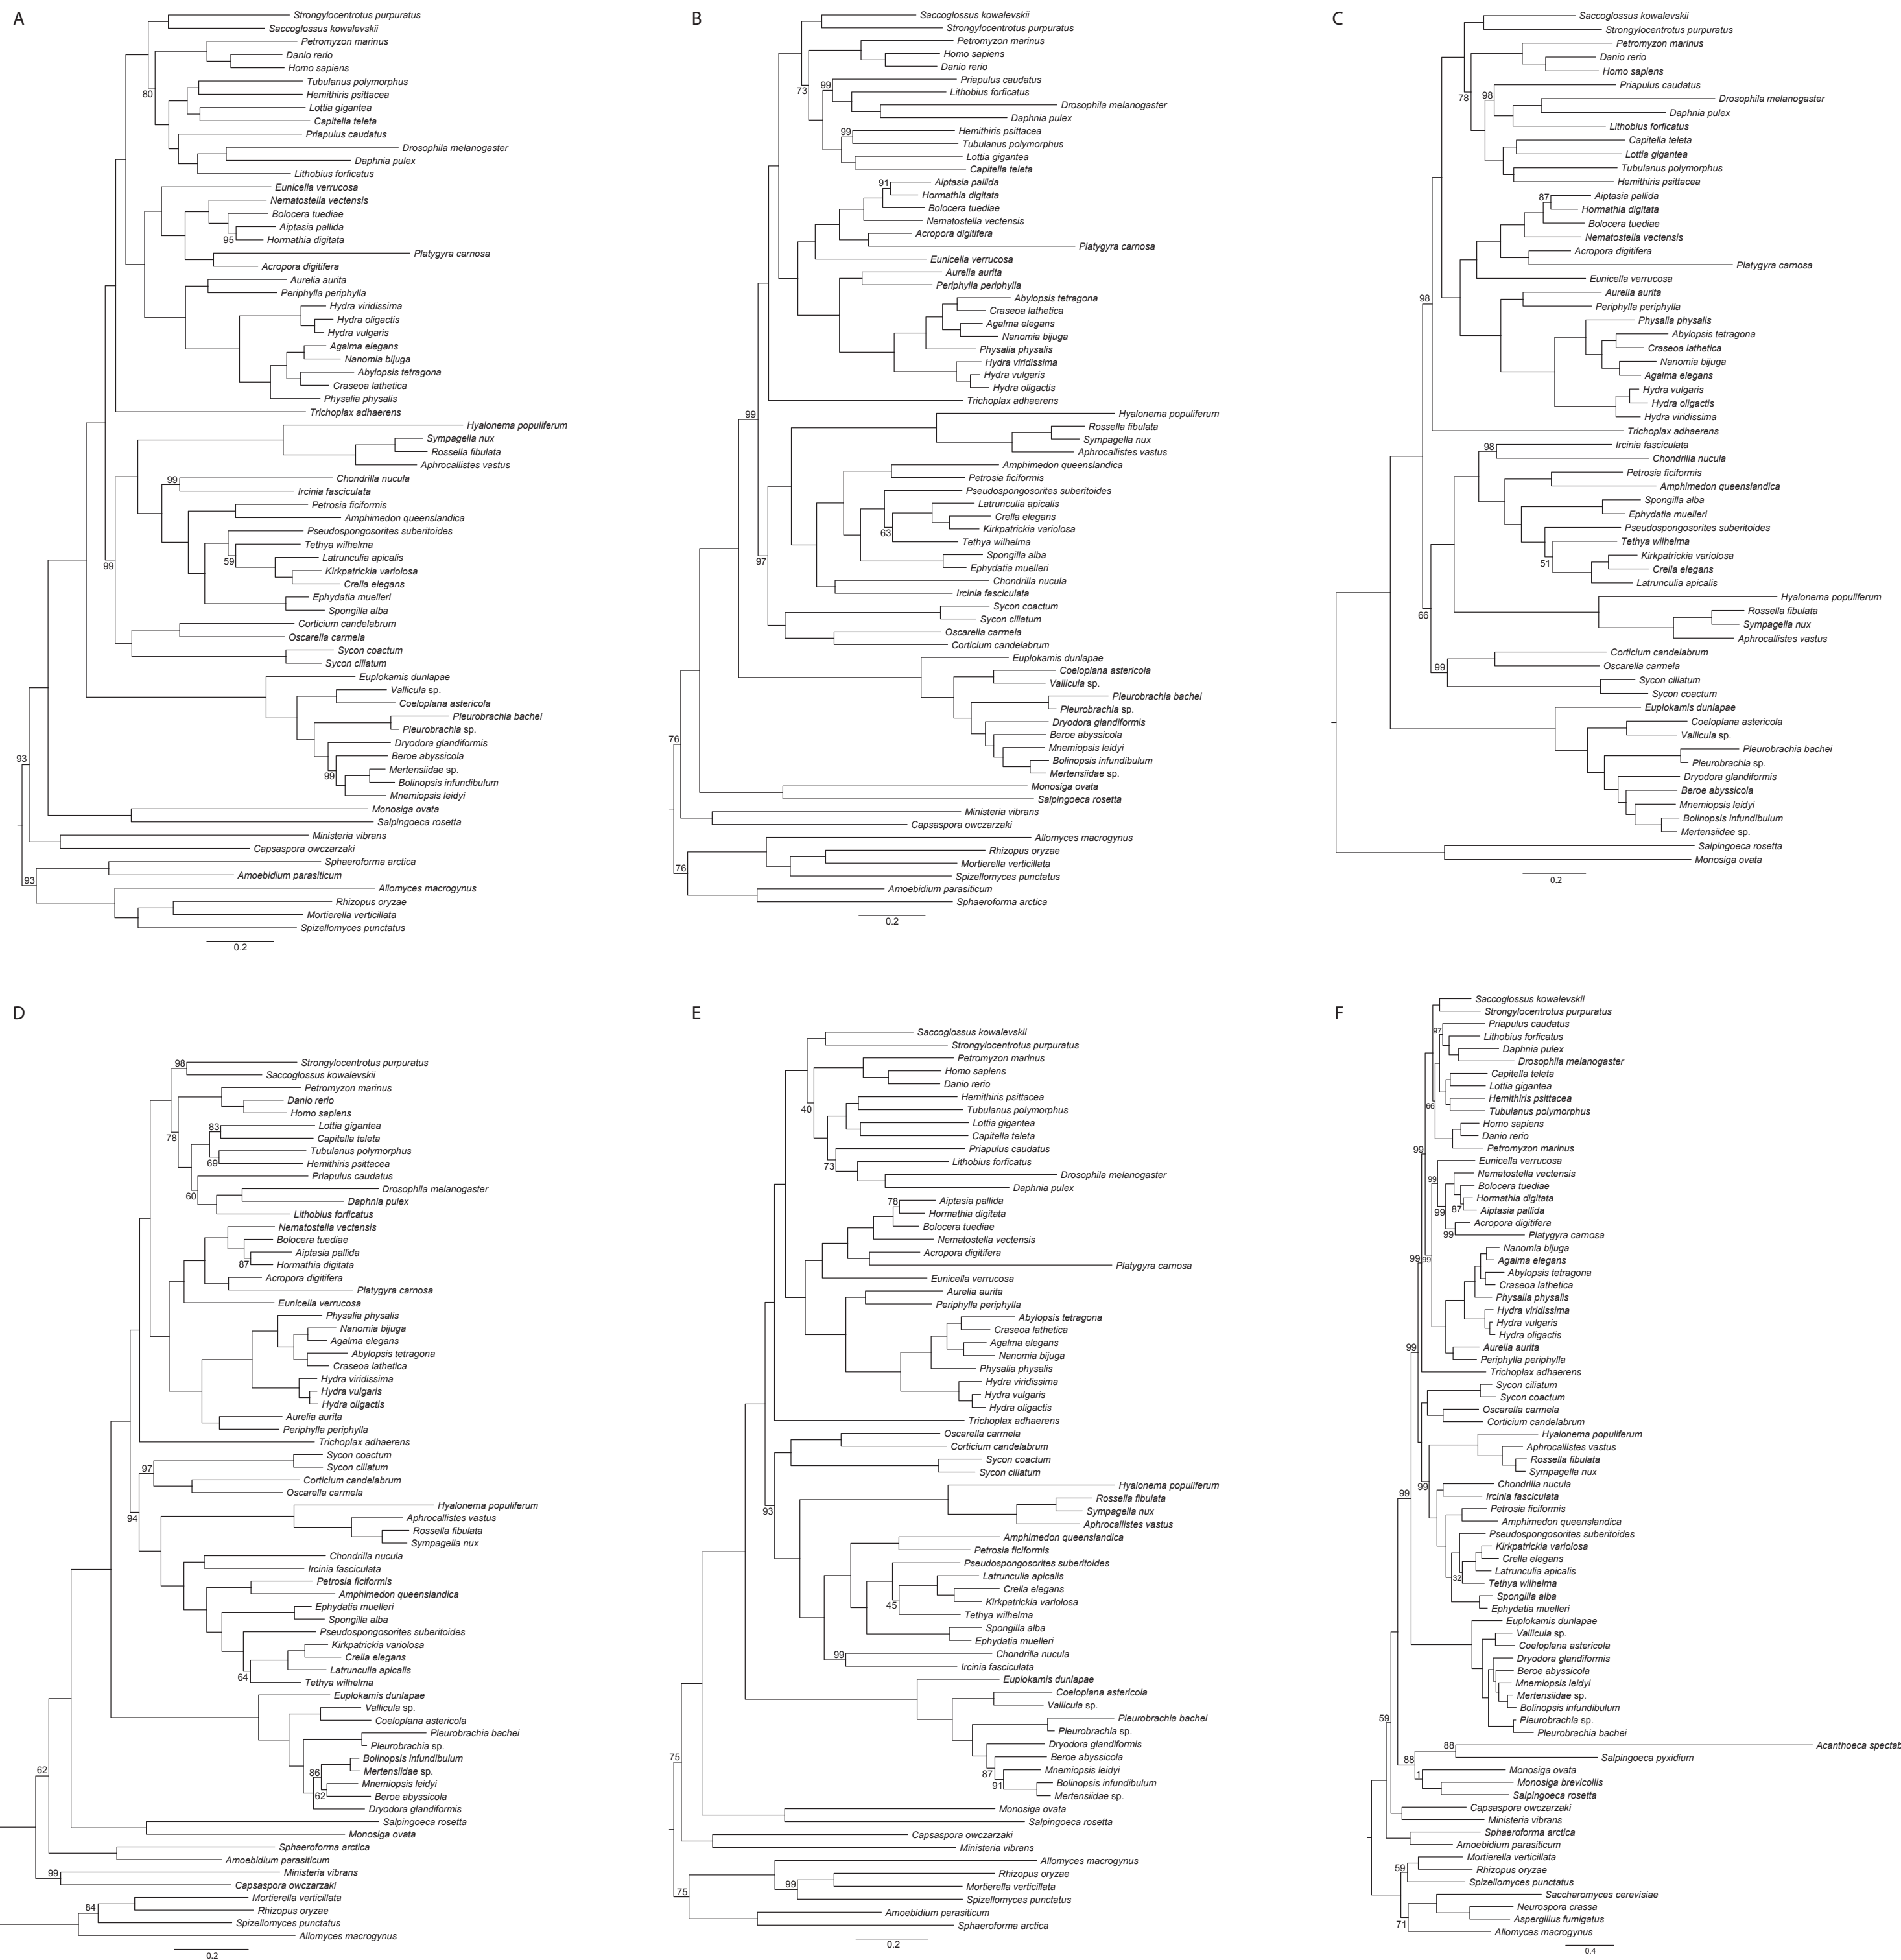 A
Strongylocentrotus purpuratus
Saccoglossus kowalevskii
Petromyzon marinus
Danio rerio
Homo sapiens
80
Tubulanus polymorphus
Hemithiris psittacea
Lottia gigantea
Capitella teleta
Priapulus caudatus
Drosophila melanogaster
Daphnia pulex
Lithobius forficatus
Eunicella verrucosa
Nematostella vectensis
Bolocera tuediae
Aiptasia pallida
95
Hormathia digitata
Platygyra carnosa
Acropora digitifera
Aurelia aurita
Periphylla periphylla
Hydra viridissima
Hydra oligactis
Hydra vulgaris
Agalma elegans
Nanomia bijuga
Abylopsis tetragona
Craseoa lathetica
Physalia physalis
Trichoplax adhaerens
Hyalonema populiferum
Sympagella nux
Rossella fibulata
Aphrocallistes vastus
99
Chondrilla nucula
Ircinia fasciculata
Petrosia ficiformis
Amphimedon queenslandica
Pseudospongosorites suberitoides
Tethya wilhelma
59
Latrunculia apicalis
99
Kirkpatrickia variolosa
Crella elegans
Ephydatia muelleri
Spongilla alba
Corticium candelabrum
Oscarella carmela
Sycon coactum
Sycon ciliatum
Euplokamis dunlapae
Vallicula sp.
Coeloplana astericola
Pleurobrachia bachei
Pleurobrachia sp.
Dryodora glandiformis
Beroe abyssicola
93
Mertensiidae sp.
99
Bolinopsis infundibulum
Mnemiopsis leidyi
Monosiga ovata
Salpingoeca rosetta
Ministeria vibrans
Capsaspora owczarzaki
Sphaeroforma arctica
Amoebidium parasiticum
93
Allomyces macrogynus
Rhizopus oryzae
Mortierella verticillata
Spizellomyces punctatus
0.2
B
Saccoglossus kowalevskii
Strongylocentrotus purpuratus
Petromyzon marinus
Homo sapiens
Danio rerio
73
99
Priapulus caudatus
Lithobius forficatus
Drosophila melanogaster
Daphnia pulex
99
Hemithiris psittacea
Tubulanus polymorphus
Lottia gigantea
Capitella teleta
91
Aiptasia pallida
Hormathia digitata
Bolocera tuediae
Nematostella vectensis
Acropora digitifera
Platygyra carnosa
Eunicella verrucosa
Aurelia aurita
Periphylla periphylla
Abylopsis tetragona
Craseoa lathetica
Agalma elegans
Nanomia bijuga
Physalia physalis
Hydra viridissima
Hydra vulgaris
Hydra oligactis
Trichoplax adhaerens
99
Hyalonema populiferum
Rossella fibulata
Sympagella nux
Aphrocallistes vastus
Amphimedon queenslandica
Petrosia ficiformis
Pseudospongosorites suberitoides
Latrunculia apicalis
Crella elegans
63
Kirkpatrickia variolosa
Tethya wilhelma
97
Spongilla alba
Ephydatia muelleri
Chondrilla nucula
Ircinia fasciculata
Sycon coactum
Sycon ciliatum
Oscarella carmela
Corticium candelabrum
Euplokamis dunlapae
Coeloplana astericola
Vallicula sp.
Pleurobrachia bachei
Pleurobrachia sp.
Dryodora glandiformis
Beroe abyssicola
76
Mnemiopsis leidyi
Bolinopsis infundibulum
Mertensiidae sp.
Monosiga ovata
Salpingoeca rosetta
Ministeria vibrans
Capsaspora owczarzaki
Allomyces macrogynus
Rhizopus oryzae
76
Mortierella verticillata
Spizellomyces punctatus
Amoebidium parasiticum
Sphaeroforma arctica
0.2
C
Saccoglossus kowalevskii
Strongylocentrotus purpuratus
Petromyzon marinus
Danio rerio
Homo sapiens
Priapulus caudatus
78
98
Drosophila melanogaster
Daphnia pulex
Lithobius forficatus
Capitella teleta
Lottia gigantea
Tubulanus polymorphus
Hemithiris psittacea
87
Aiptasia pallida
Hormathia digitata
Bolocera tuediae
Nematostella vectensis
Acropora digitifera
Platygyra carnosa
Eunicella verrucosa
Aurelia aurita
98
Periphylla periphylla
Physalia physalis
Abylopsis tetragona
Craseoa lathetica
Nanomia bijuga
Agalma elegans
Hydra vulgaris
Hydra oligactis
Hydra viridissima
Trichoplax adhaerens
98
Ircinia fasciculata
Chondrilla nucula
Petrosia ficiformis
Amphimedon queenslandica
Spongilla alba
Ephydatia muelleri
Pseudospongosorites suberitoides
Tethya wilhelma
Kirkpatrickia variolosa
51
Crella elegans
Latrunculia apicalis
Hyalonema populiferum
66
Rossella fibulata
Sympagella nux
Aphrocallistes vastus
Corticium candelabrum
99
Oscarella carmela
Sycon ciliatum
Sycon coactum
Euplokamis dunlapae
Coeloplana astericola
Vallicula sp.
Pleurobrachia bachei
Pleurobrachia sp.
Dryodora glandiformis
Beroe abyssicola
Mnemiopsis leidyi
Bolinopsis infundibulum
Mertensiidae sp.
Salpingoeca rosetta
Monosiga ovata
0.2
D
98
Strongylocentrotus purpuratus
Saccoglossus kowalevskii
Petromyzon marinus
Danio rerio
Homo sapiens
78
83
Lottia gigantea
Capitella teleta
Tubulanus polymorphus
69
Hemithiris psittacea
Priapulus caudatus
60
Drosophila melanogaster
Daphnia pulex
Lithobius forficatus
Nematostella vectensis
Bolocera tuediae
Aiptasia pallida
87
Hormathia digitata
Acropora digitifera
Platygyra carnosa
Eunicella verrucosa
Physalia physalis
Nanomia bijuga
Agalma elegans
Abylopsis tetragona
Craseoa lathetica
Hydra viridissima
Hydra vulgaris
Hydra oligactis
Aurelia aurita
Periphylla periphylla
Trichoplax adhaerens
Sycon coactum
97
Sycon ciliatum
Corticium candelabrum
Oscarella carmela
Hyalonema populiferum
94
Aphrocallistes vastus
Rossella fibulata
Sympagella nux
Chondrilla nucula
Ircinia fasciculata
Petrosia ficiformis
Amphimedon queenslandica
Ephydatia muelleri
Spongilla alba
Pseudospongosorites suberitoides
Kirkpatrickia variolosa
Crella elegans
Latrunculia apicalis
64
Tethya wilhelma
Euplokamis dunlapae
Vallicula sp.
Coeloplana astericola
Pleurobrachia bachei
Pleurobrachia sp.
Bolinopsis infundibulum
62
86
Mertensiidae sp.
Mnemiopsis leidyi
62
Beroe abyssicola
Dryodora glandiformis
Salpingoeca rosetta
Monosiga ovata
Sphaeroforma arctica
Amoebidium parasiticum
99
Ministeria vibrans
Capsaspora owczarzaki
Mortierella verticillata
84
Rhizopus oryzae
Spizellomyces punctatus
Allomyces macrogynus
0.2
E
Saccoglossus kowalevskii
Strongylocentrotus purpuratus
Petromyzon marinus
Homo sapiens
Danio rerio
Hemithiris psittacea
40
Tubulanus polymorphus
Lottia gigantea
Capitella teleta
Priapulus caudatus
73
Lithobius forficatus
Drosophila melanogaster
Daphnia pulex
78
Aiptasia pallida
Hormathia digitata
Bolocera tuediae
Nematostella vectensis
Acropora digitifera
Platygyra carnosa
Eunicella verrucosa
Aurelia aurita
Periphylla periphylla
Abylopsis tetragona
Craseoa lathetica
Agalma elegans
Nanomia bijuga
Physalia physalis
Hydra viridissima
Hydra vulgaris
Hydra oligactis
Trichoplax adhaerens
Oscarella carmela
Corticium candelabrum
Sycon coactum
Sycon ciliatum
Hyalonema populiferum
Rossella fibulata
93
Sympagella nux
Aphrocallistes vastus
Amphimedon queenslandica
Petrosia ficiformis
Pseudospongosorites suberitoides
Latrunculia apicalis
Crella elegans
45
Kirkpatrickia variolosa
Tethya wilhelma
Spongilla alba
Ephydatia muelleri
99
Chondrilla nucula
Ircinia fasciculata
Euplokamis dunlapae
Coeloplana astericola
Vallicula sp.
Pleurobrachia bachei
Pleurobrachia sp.
Dryodora glandiformis
75
Beroe abyssicola
87
Mnemiopsis leidyi
91
Bolinopsis infundibulum
Mertensiidae sp.
Monosiga ovata
Salpingoeca rosetta
Capsaspora owczarzaki
Ministeria vibrans
Allomyces macrogynus
Rhizopus oryzae
75
99
Mortierella verticillata
Spizellomyces punctatus
Amoebidium parasiticum
Sphaeroforma arctica
0.2
F
Saccoglossus kowalevskii
Strongylocentrotus purpuratus
Priapulus caudatus
97
Lithobius forficatus
Daphnia pulex
Drosophila melanogaster
Capitella teleta
Lottia gigantea
66
Hemithiris psittacea
Tubulanus polymorphus
Homo sapiens
Danio rerio
99
Petromyzon marinus
Eunicella verrucosa
99
Nematostella vectensis
Bolocera tuediae
Hormathia digitata
99
87
Aiptasia pallida
Acropora digitifera
99
Platygyra carnosa
Nanomia bijuga
99
99
Agalma elegans
Abylopsis tetragona
Craseoa lathetica
Physalia physalis
Hydra viridissima
Hydra vulgaris
Hydra oligactis
99
Aurelia aurita
Periphylla periphylla
Trichoplax adhaerens
Sycon ciliatum
Sycon coactum
Oscarella carmela
Corticium candelabrum
Hyalonema populiferum
Aphrocallistes vastus
Rossella fibulata
Sympagella nux
99
99
Chondrilla nucula
Ircinia fasciculata
Petrosia ficiformis
Amphimedon queenslandica
Pseudospongosorites suberitoides
Kirkpatrickia variolosa
Crella elegans
Latrunculia apicalis
32
Tethya wilhelma
Spongilla alba
Ephydatia muelleri
Euplokamis dunlapae
Vallicula sp.
Coeloplana astericola
Dryodora glandiformis
Beroe abyssicola
Mnemiopsis leidyi
Mertensiidae sp.
Bolinopsis infundibulum
59
Pleurobrachia sp.
Pleurobrachia bachei
88
Acanthoeca spectab
88
Salpingoeca pyxidium
1
Monosiga ovata
Monosiga brevicollis
Salpingoeca rosetta
Capsaspora owczarzaki
Ministeria vibrans
Sphaeroforma arctica
Amoebidium parasiticum
Mortierella verticillata
59
Rhizopus oryzae
Spizellomyces punctatus
Saccharomyces cerevisiae
Neurospora crassa
71
Aspergillus fumigatus
Allomyces macrogynus
0.4